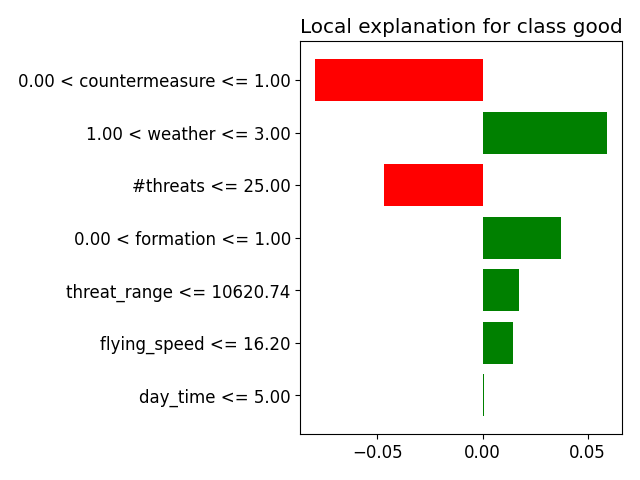 Local explanation for class good
0.00 < countermeasure <= 1.00
1.00 < weather <= 3.00
#threats <= 25.00
0.00 < formation <= 1.00
threat_range <= 10620.74
flying_speed <= 16.20
day_time <= 5.00
−0.05 0.00 0.05